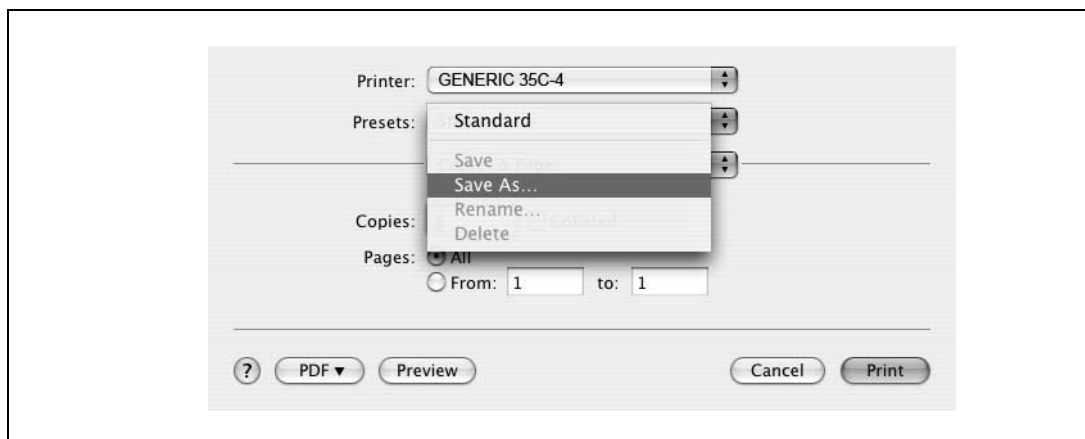 Printer: GENERIC 35C-4
Presets: Standard
Save
Save As...
Rename...
Copies: Collated
Delete
Pages: All
From: 1 to: 1
? PDF ▼ Preview Cancel Print